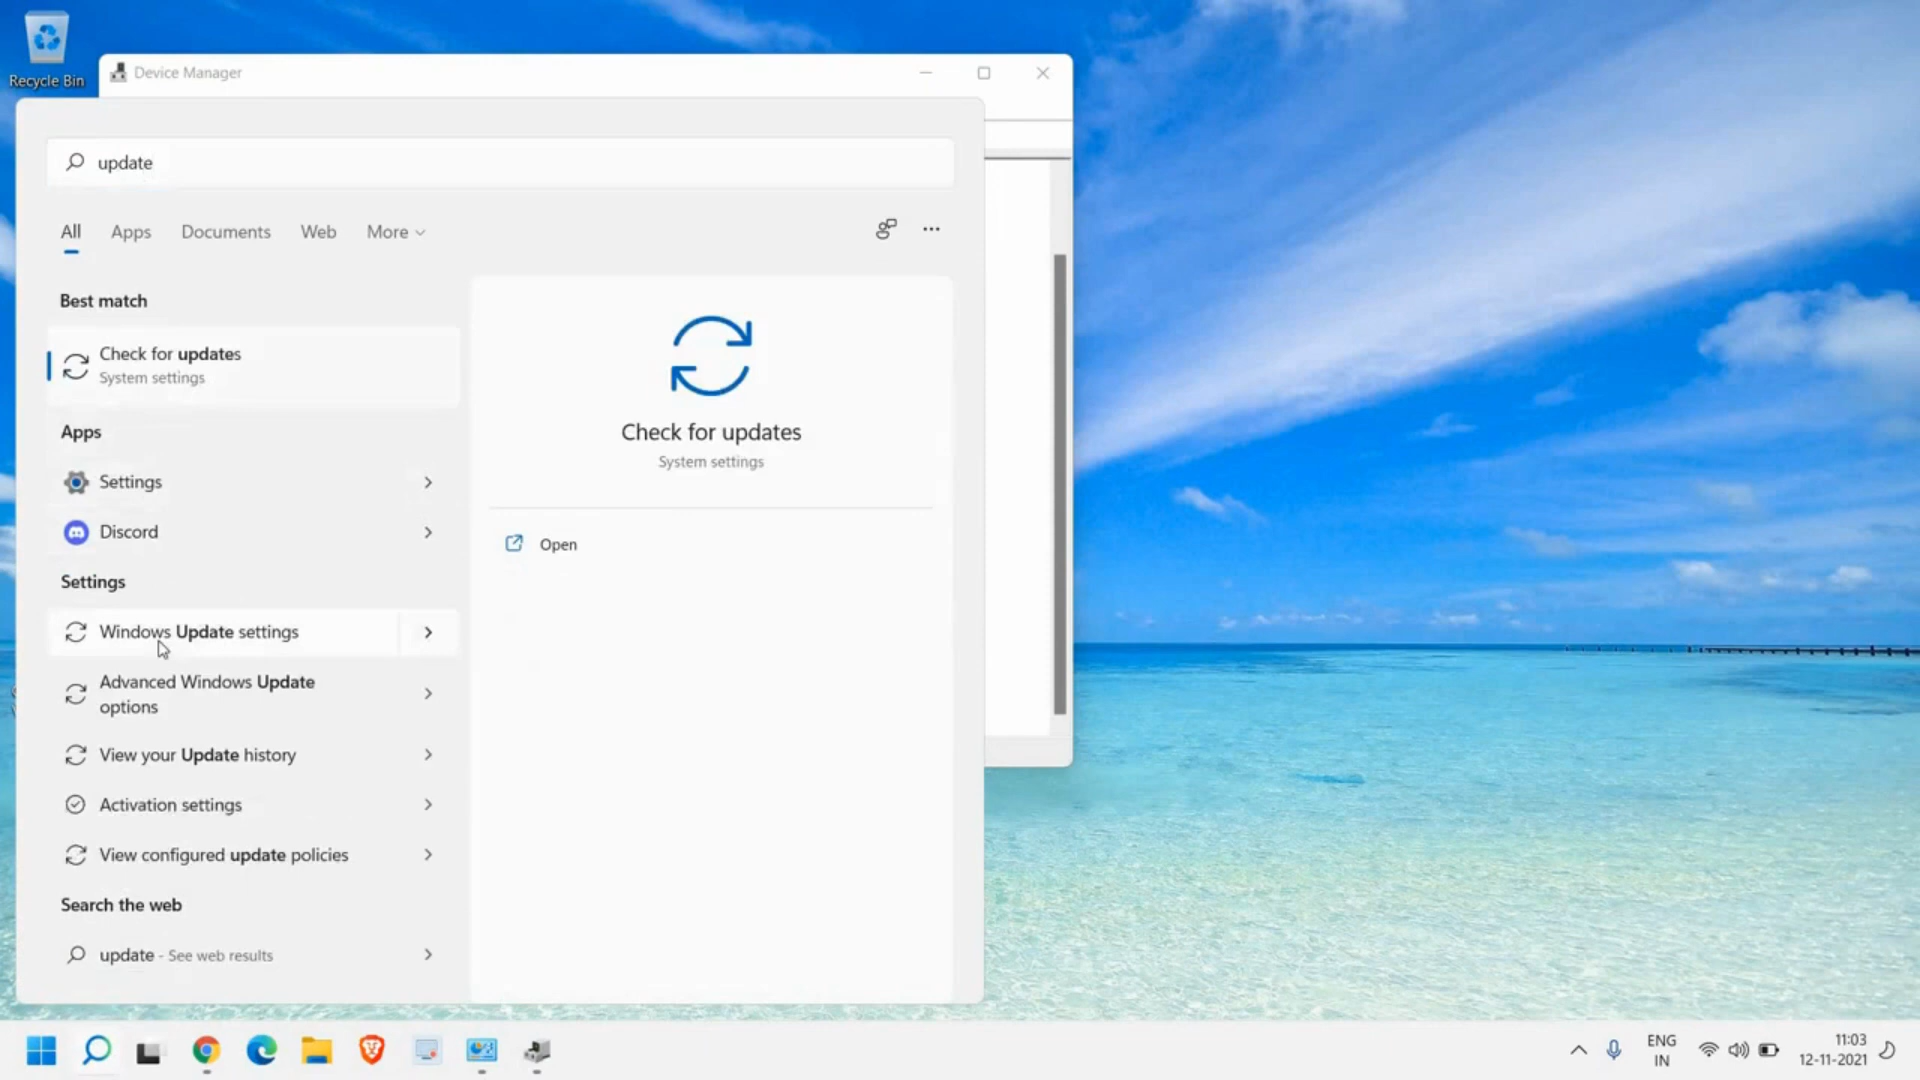 Recycle Bin
Device Manager
update
All Apps Documents Web More
Best match
Check for updates
System settings
Apps
Settings
Discord
Settings
Windows Update settings
Advanced Windows Update
options
View your Update history
Activation settings
View configured update policies
Search the web
update - See web results
Check for updates
System settings
Open
ENG
IN
11:03
12-11-2021